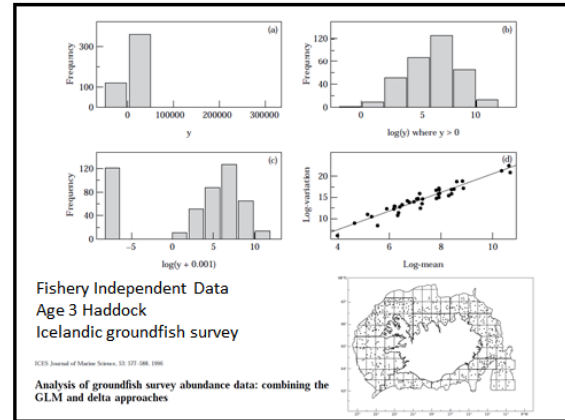 (a)
Frequency
300
100
0
0 100000 200000 300000
y
(b)
Frequency
120
80
40
0
0 5 10
log(y) where y > 0
(c)
Frequency
120
80
40
0
−5 0 5 10
log(y + 0.001)
(d)
Log-variation
20
15
10
4 6 8 10
Log-mean
Fishery Independent Data
Age 3 Haddock
Icelandic groundfish survey
ICES Journal of Marine Science, 53: 577–588. 1996
Analysis of groundfish survey abundance data: combining the
GLM and delta approaches